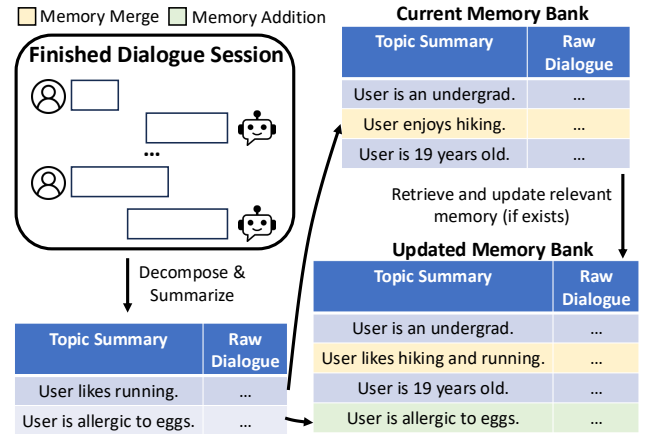 Memory Merge
Memory Addition
Finished Dialogue Session
...
Decompose &
Summarize
Topic Summary
Raw
Dialogue
User likes running.
...
User is allergic to eggs.
...
Current Memory Bank
Topic Summary
Raw
Dialogue
User is an undergrad.
...
User enjoys hiking.
...
User is 19 years old.
...
Retrieve and update relevant
memory (if exists)
Updated Memory Bank
Topic Summary
Raw
Dialogue
User is an undergrad.
...
User likes hiking and running.
...
User is 19 years old.
...
User is allergic to eggs.
...